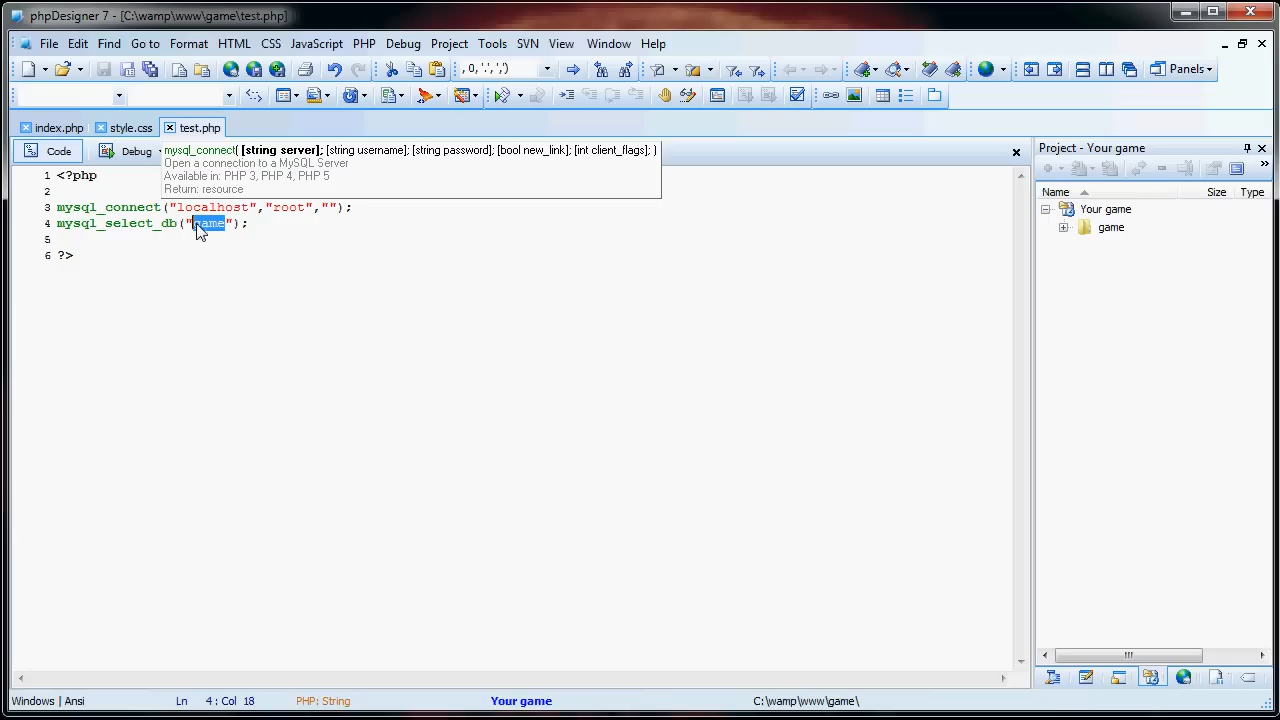 phpDesigner 7 - [C:\wamp\www\game\test.php]
File Edit Find Go to Format HTML CSS JavaScript PHP Debug Project Tools SVN View Window Help
, 0,'.','.')
Panels
index.php style.css test.php
Code Debug
mysql_connect( [string server]; [string username]; [string password]; [bool new_link]; [int client_flags]; )
Open a connection to a MySQL Server
Available in: PHP 3, PHP 4, PHP 5
Return: resource
1 <?php
2
3 mysql_connect("localhost","root","");
4 mysql_select_db("game");
5
6 ?>
Project - Your game
Name Size Type
Your game
game
Windows | Ansi Ln 4 : Col 18 PHP: String Your game C:\wamp\www\game\